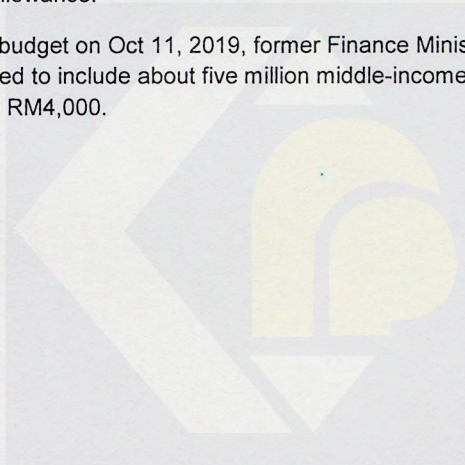 budget on Oct 11, 2019, former Finance Minis
ed to include about five million middle-income
RM4,000.